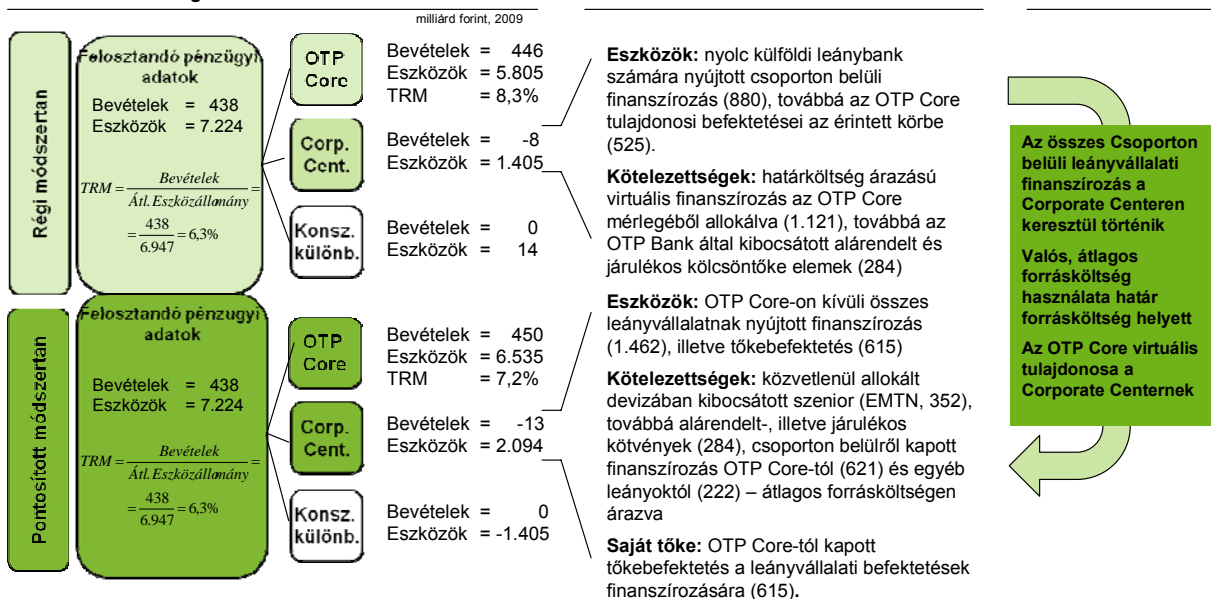 milliárd forint, 2009
Régi módszertan
Felosztandó pénzügyi
adatok
Bevételek = 438
Eszközök = 7.224
TRM = Bevételek / Átl.Eszközállomány =
= 438 / 6.947 = 6,3%
OTP
Core
Bevételek = 446
Eszközök = 5.805
TRM = 8,3%
Corp.
Cent.
Bevételek = -8
Eszközök = 1.405
Konsz.
különb.
Bevételek = 0
Eszközök = 14
Pontosított módszertan
Felosztandó pénzügyi
adatok
Bevételek = 438
Eszközök = 7.224
TRM = Bevételek / Átl.Eszközállomány =
= 438 / 6.947 = 6,3%
OTP
Core
Bevételek = 450
Eszközök = 6.535
TRM = 7,2%
Corp.
Cent.
Bevételek = -13
Eszközök = 2.094
Konsz.
különb.
Bevételek = 0
Eszközök = -1.405
Eszközök: nyolc külföldi leánybank
számára nyújtott csoporton belüli
finanszírozás (880), továbbá az OTP Core
tulajdonosi befektetései az érintett körbe
(525).
Kötelezettségek: határköltség árazású
virtuális finanszírozás az OTP Core
mérlegéből allokálva (1.121), továbbá az
OTP Bank által kibocsátott alárendelt és
járulékos kölcsöntőke elemek (284)
Eszközök: OTP Core-on kívüli összes
leányvállalatnak nyújtott finanszírozás
(1.462), illetve tőkebefektetés (615)
Kötelezettségek: közvetlenül allokált
devizában kibocsátott szenior (EMTN, 352),
továbbá alárendelt-, illetve járulékos
kötvények (284), csoporton belülről kapott
finanszírozás OTP Core-tól (621) és egyéb
leányoktól (222) – átlagos forrásköltségen
árazva
Saját tőke: OTP Core-tól kapott
tőkebefektetés a leányvállalati befektetések
finanszírozására (615).
Az összes Csoporton
belüli leányvállalati
finanszírozás a
Corporate Centeren
keresztül történik
Valós, átlagos
forrásköltség
használata határ
forrásköltség helyett
Az OTP Core virtuális
tulajdonosa a
Corporate Centernek